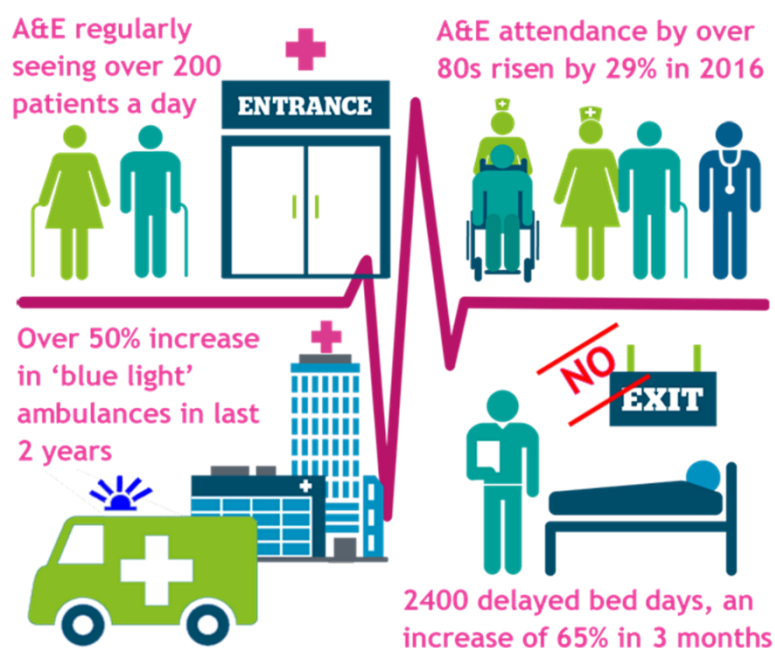 A&E regularly
seeing over 200
patients a day
ENTRANCE
A&E attendance by over
80s risen by 29% in 2016
Over 50% increase
in ‘blue light’
ambulances in last
2 years
NO
EXIT
2400 delayed bed days, an
increase of 65% in 3 months